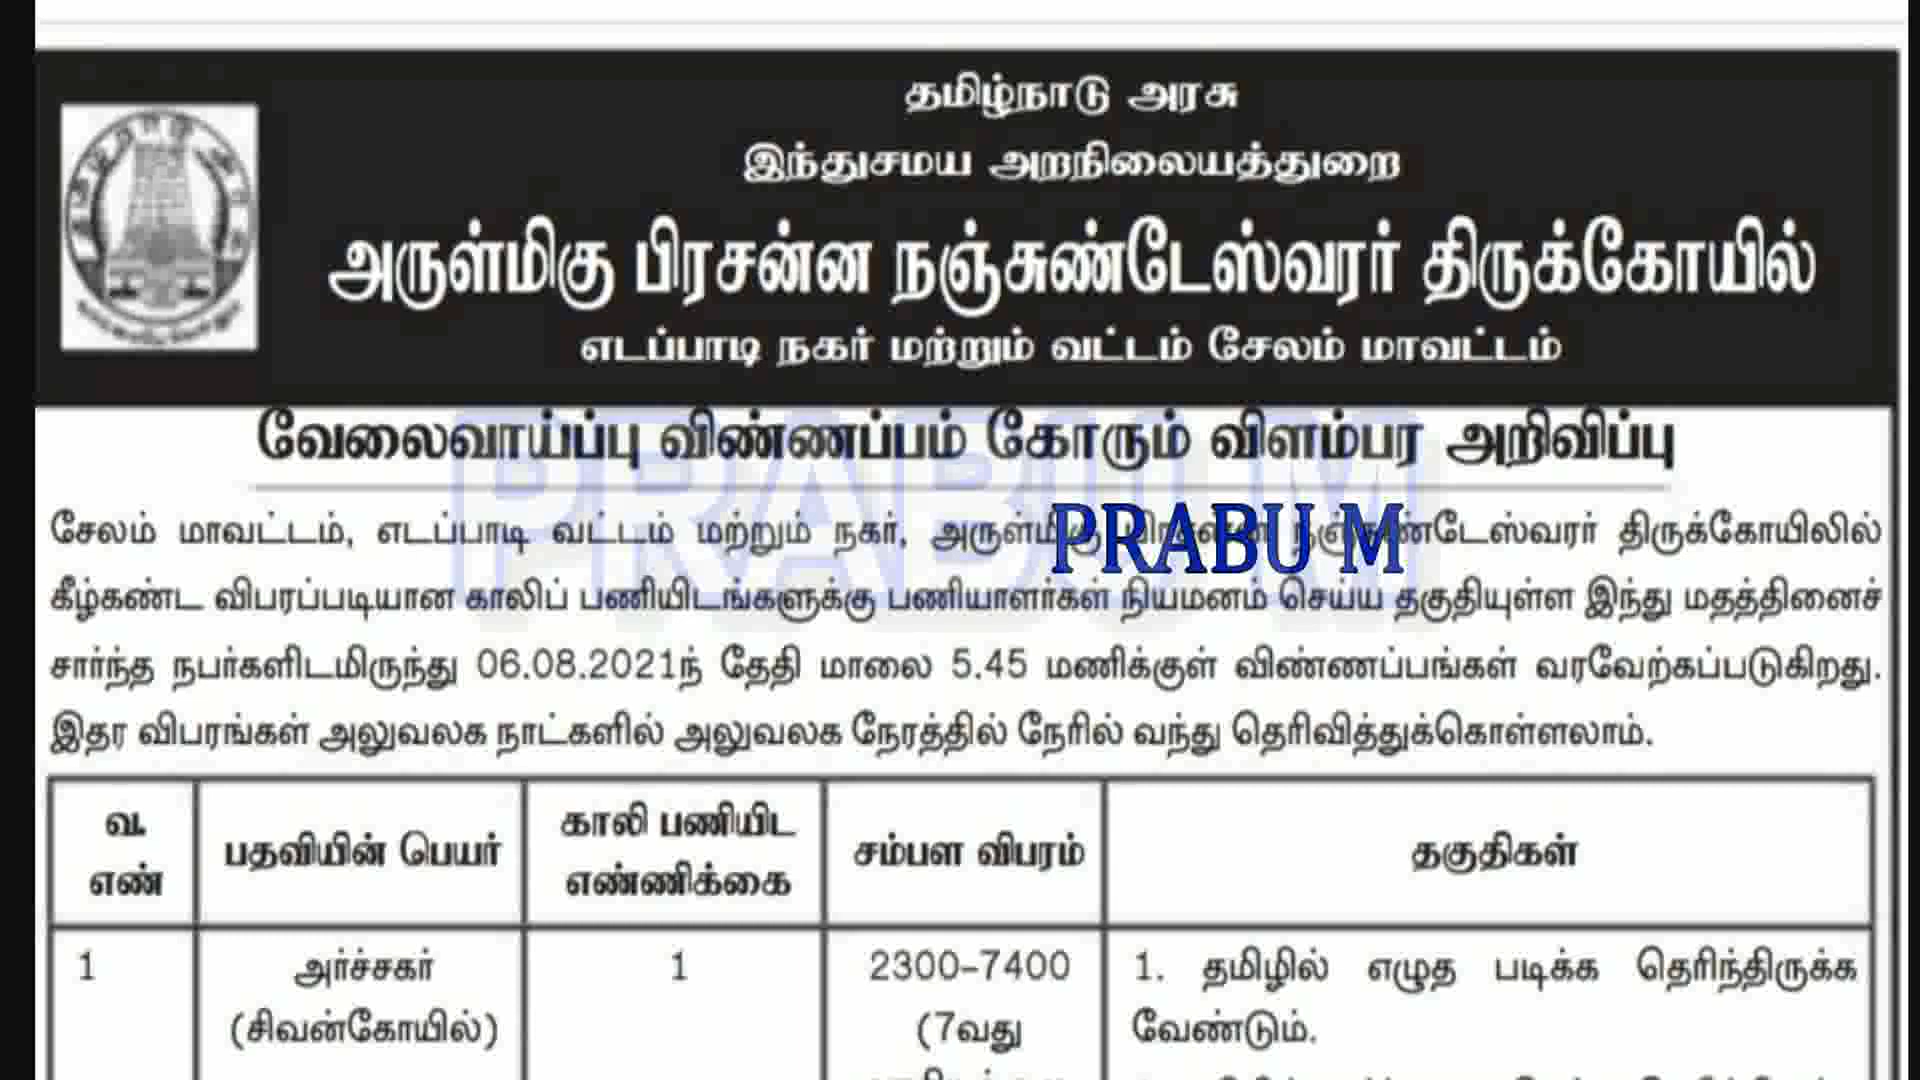 தமிழ்நாடு அரசு
இந்துசமய அறநிலையத்துறை
அருள்மிகு பிரசன்ன நஞ்சுண்டேஸ்வரர் திருக்கோயில்
எடப்பாடி நகர் மற்றும் வட்டம் சேலம் மாவட்டம்
வேலைவாய்ப்பு விண்ணப்பம் கோரும் விளம்பர அறிவிப்பு
PRABU M
சேலம் மாவட்டம், எடப்பாடி வட்டம் மற்றும் நகர், அருள்மிகு நஞ்சுண்டேஸ்வரர் திருக்கோயிலில்
PRABU M
கீழ்கண்ட விபரப்படியான காலிப் பணியிடங்களுக்கு பணியாளர்கள் நியமனம் செய்ய தகுதியுள்ள இந்து மதத்தினைச்
சார்ந்த நபர்களிடமிருந்து 06.08.2021ந் தேதி மாலை 5.45 மணிக்குள் விண்ணப்பங்கள் வரவேற்கப்படுகிறது.
இதர விபரங்கள் அலுவலக நாட்களில் அலுவலக நேரத்தில் நேரில் வந்து தெரிவித்துக்கொள்ளலாம்.
வ. எண்
பதவியின் பெயர்
காலி பணியிட
எண்ணிக்கை
சம்பள விபரம்
தகுதிகள்
1
அர்ச்சகர்
(சிவன்கோயில்)
1
2300-7400
(7வது
1. தமிழில் எழுத படிக்க தெரிந்திருக்க
வேண்டும்.